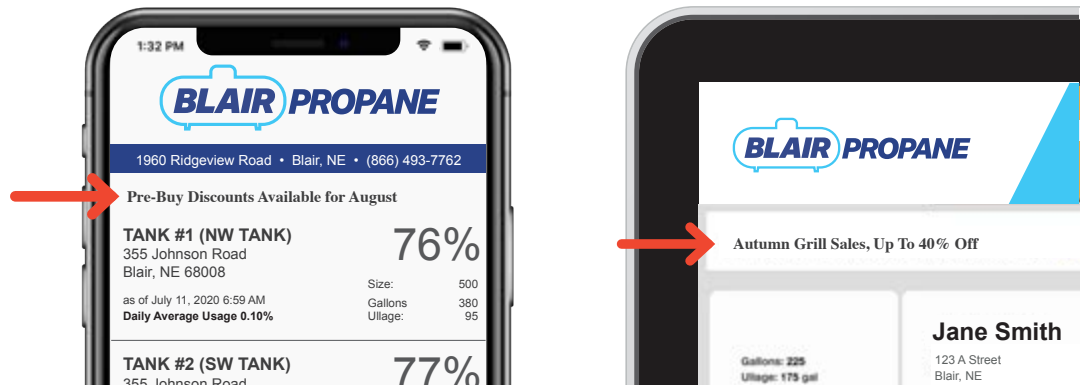 1:32 PM
BLAIR PROPANE
1960 Ridgeview Road • Blair, NE • (866) 493-7762
Pre-Buy Discounts Available for August
TANK #1 (NW TANK)
355 Johnson Road
Blair, NE 68008
76%
Size: 500
as of July 11, 2020 6:59 AM
Gallons 380
Daily Average Usage 0.10%
Ullage: 95
TANK #2 (SW TANK)
355 Johnson Road
77%
BLAIR PROPANE
Autumn Grill Sales, Up To 40% Off
Gallons: 225
Ullage: 175 gal
Jane Smith
123 A Street
Blair, NE